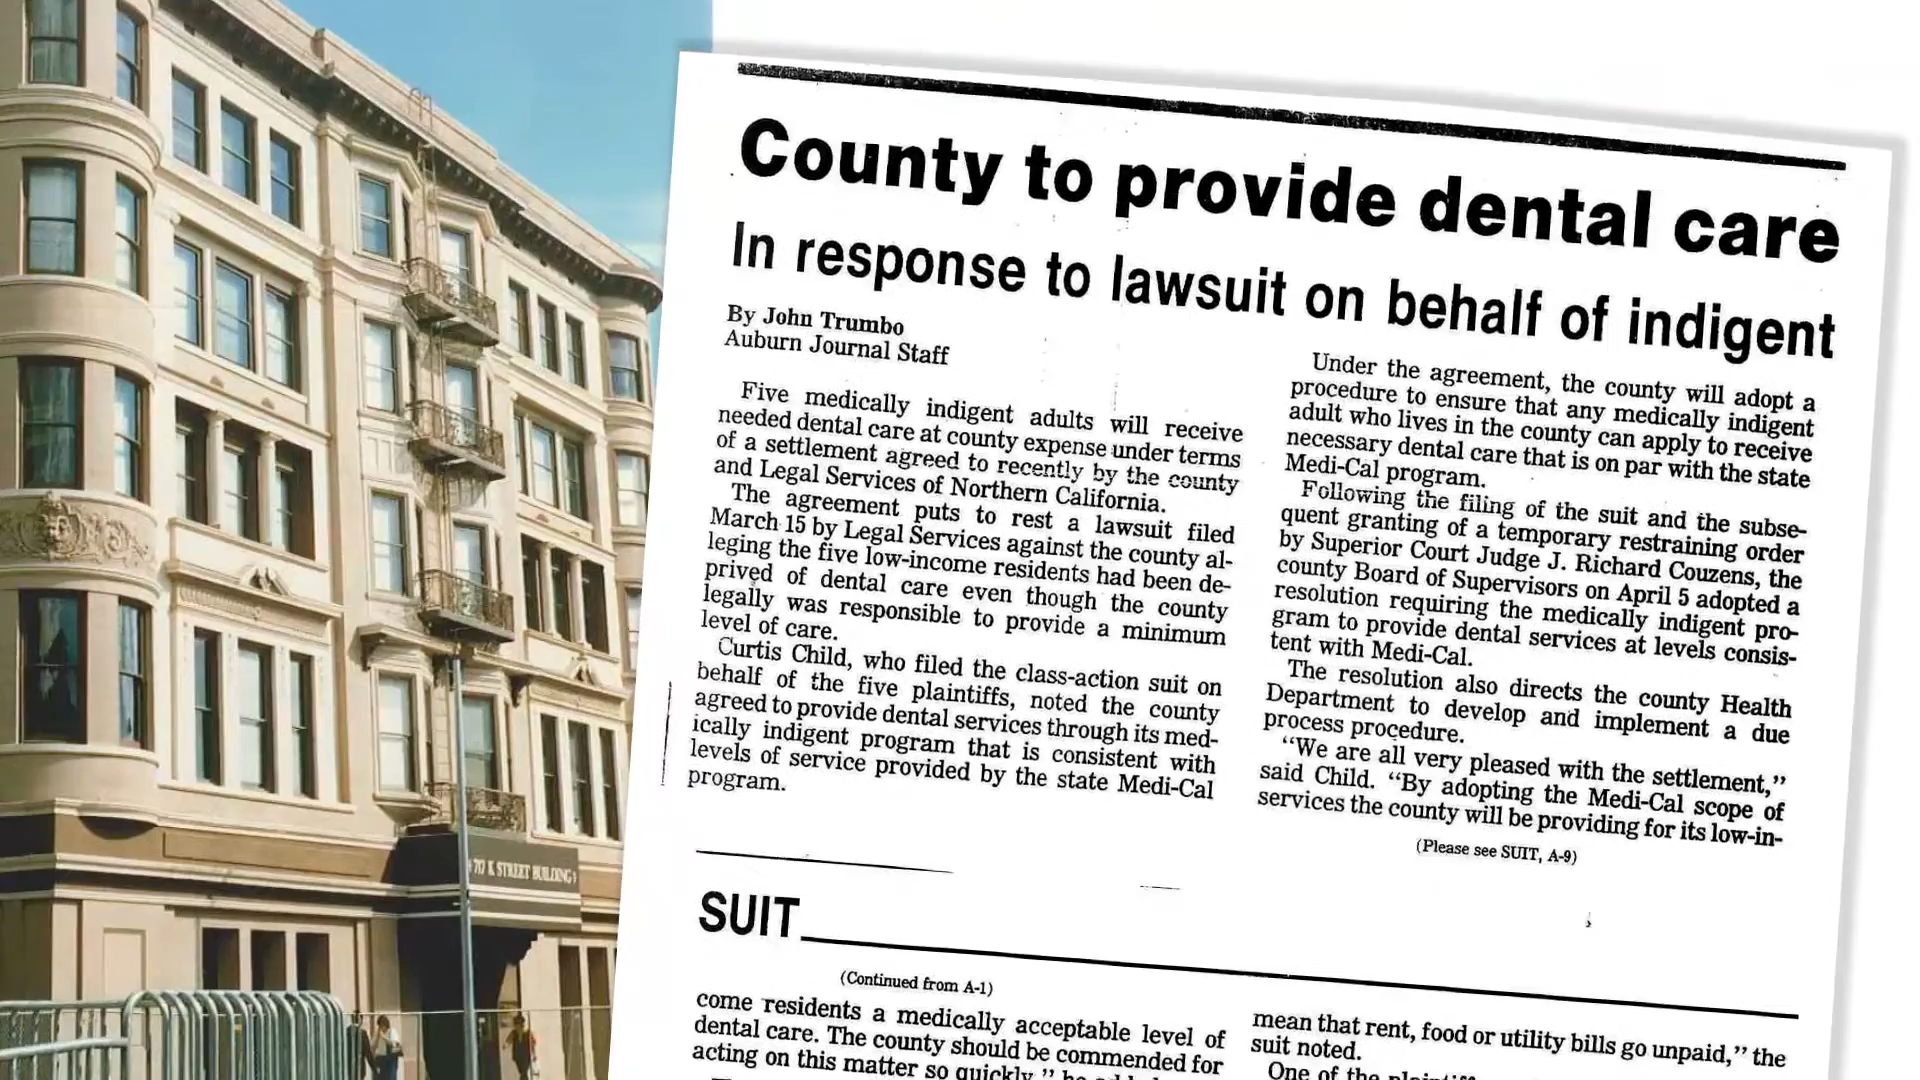 County to provide dental care
In response to lawsuit on behalf of indigent
By John Trumbo
Auburn Journal Staff
Five medically indigent adults will receive
needed dental care at county expense under terms
of a settlement agreed to recently by the county
and Legal Services of Northern California.
The agreement puts to rest a lawsuit filed
March 15 by Legal Services against the county al-
leging the five low-income residents had been de-
prived of dental care even though the county
legally was responsible to provide a minimum
level of care.
Curtis Child, who filed the class-action suit on
behalf of the five plaintiffs, noted the county
agreed to provide dental services through its med-
ically indigent program that is consistent with
levels of service provided by the state Medi-Cal
program.
Under the agreement, the county will adopt a
procedure to ensure that any medically indigent
adult who lives in the county can apply to receive
necessary dental care that is on par with the state
Medi-Cal program.
Following the filing of the suit and the subse-
quent granting of a temporary restraining order
by Superior Court Judge J. Richard Couzens, the
county Board of Supervisors on April 5 adopted a
resolution requiring the medically indigent pro-
gram to provide dental services at levels consis-
tent with Medi-Cal.
The resolution also directs the county Health
Department to develop and implement a due
process procedure.
“We are all very pleased with the settlement,”
said Child. “By adopting the Medi-Cal scope of
services the county will be providing for its low-in-
(Please see SUIT, A-9)
SUIT
(Continued from A-1)
come residents a medically acceptable level of
dental care. The county should be commended for
acting on this matter so quickly,” he
mean that rent, food or utility bills go unpaid,” the
suit noted.
One of the
717 K STREET BUILDING